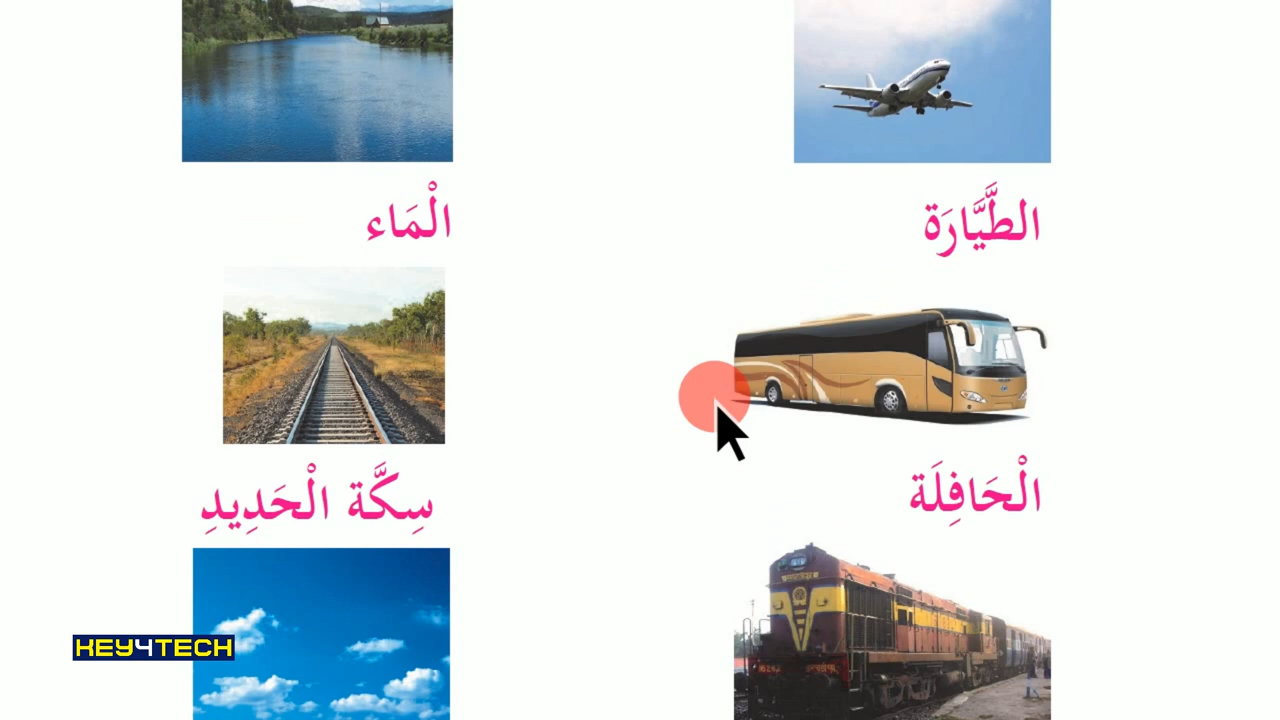 الطَّيَّارَة
الْمَاء
الْحَافِلَة
سِكَّة الْحَدِيدِ
KEY4TECH